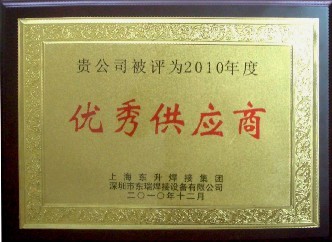 贵公司被评为2010年度
优秀供应商
上海东升焊接集团
深圳市东瑞焊接设备有限公司
二〇一〇年十二月